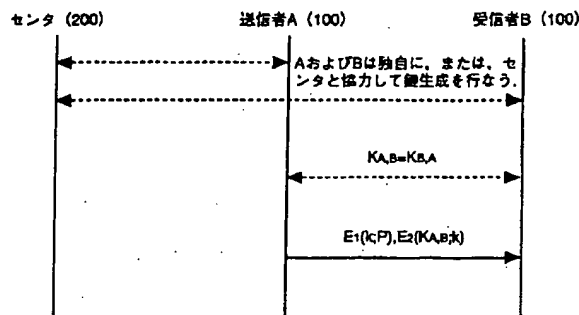 センタ (200)
送信者A (100)
受信者B (100)
AおよびBは独自に、または、セ
ンタと協力して鍵生成を行なう.
KA,B=KB,A
E1(k;P),E2(KA,B;k)